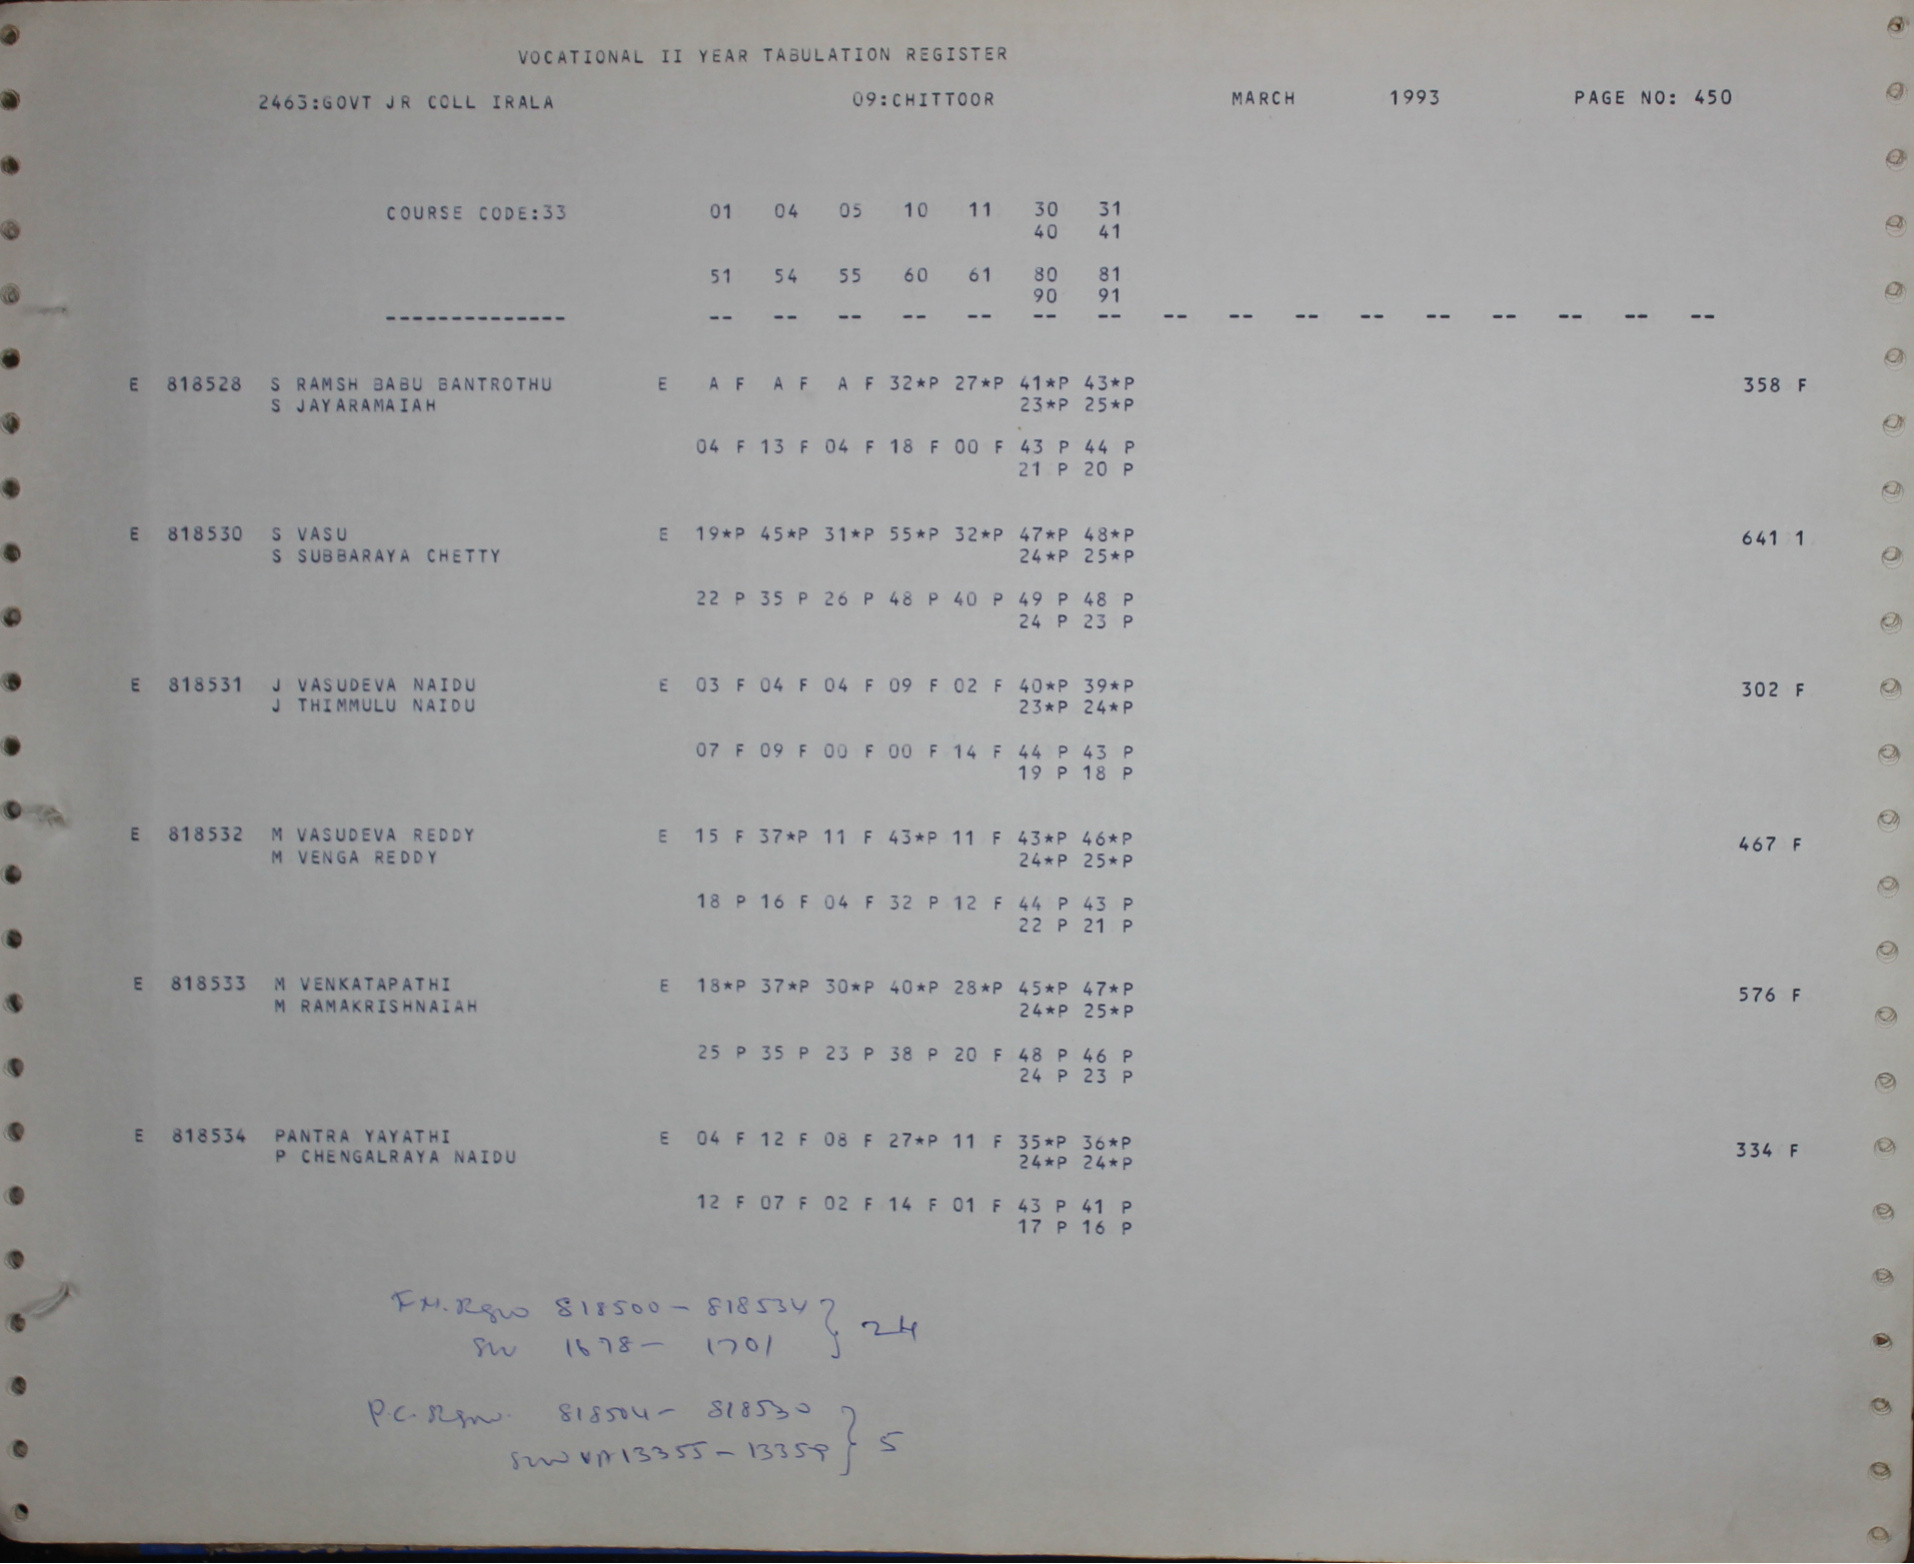 VOCATIONAL II YEAR TABULATION REGISTER
2463:GOVT JR COLL IRALA 09:CHITTOOR MARCH 1993 PAGE NO: 450
COURSE CODE:33 01 04 05 10 11 30 31
40 41
51 54 55 60 61 80 81
90 91
-------------- -- -- -- -- -- -- -- -- -- -- -- -- -- -- -- --
E 818528 S RAMSH BABU BANTROTHU E A F A F A F 32*P 27*P 41*P 43*P 358 F
S JAYARAMAIAH 23*P 25*P
04 F 13 F 04 F 18 F 00 F 43 P 44 P
21 P 20 P
E 818530 S VASU E 19*P 45*P 31*P 55*P 32*P 47*P 48*P 641 1
S SUBBARAYA CHETTY 24*P 25*P
22 P 35 P 26 P 48 P 40 P 49 P 48 P
24 P 23 P
E 818531 J VASUDEVA NAIDU E 03 F 04 F 04 F 09 F 02 F 40*P 39*P 302 F
J THIMMULU NAIDU 23*P 24*P
07 F 09 F 00 F 00 F 14 F 44 P 43 P
19 P 18 P
E 818532 M VASUDEVA REDDY E 15 F 37*P 11 F 43*P 11 F 43*P 46*P 467 F
M VENGA REDDY 24*P 25*P
18 P 16 F 04 F 32 P 12 F 44 P 43 P
22 P 21 P
E 818533 M VENKATAPATHI E 18*P 37*P 30*P 40*P 28*P 45*P 47*P 576 F
M RAMAKRISHNAIAH 24*P 25*P
25 P 35 P 23 P 38 P 20 F 48 P 46 P
24 P 23 P
E 818534 PANTRA YAYATHI E 04 F 12 F 08 F 27*P 11 F 35*P 36*P 334 F
P CHENGALRAYA NAIDU 24*P 24*P
12 F 07 F 02 F 14 F 01 F 43 P 41 P
17 P 16 P
818500 - 818534 } 24
1678 - 1701
P.C. 818504 - 818530 } 5
13355 - 13359